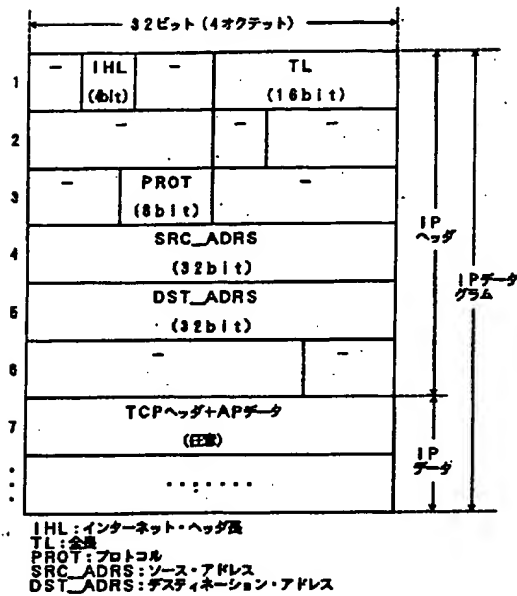 32ビット(4オクテット)
1 － IHL (4bit) － TL (16bit)
2 － － －
3 － PROT (8bit) －
4 SRC_ADRS (32bit)
5 DST_ADRS (32bit)
6 － －
7 TCPヘッダ+APデータ (任意)
・・・ ・・・・・・・
IP ヘッダ
IPデータ グラム
IP データ
IHL:インターネット・ヘッダ長
TL:全長
PROT:プロトコル
SRC_ADRS:ソース・アドレス
DST_ADRS:デスティネーション・アドレス